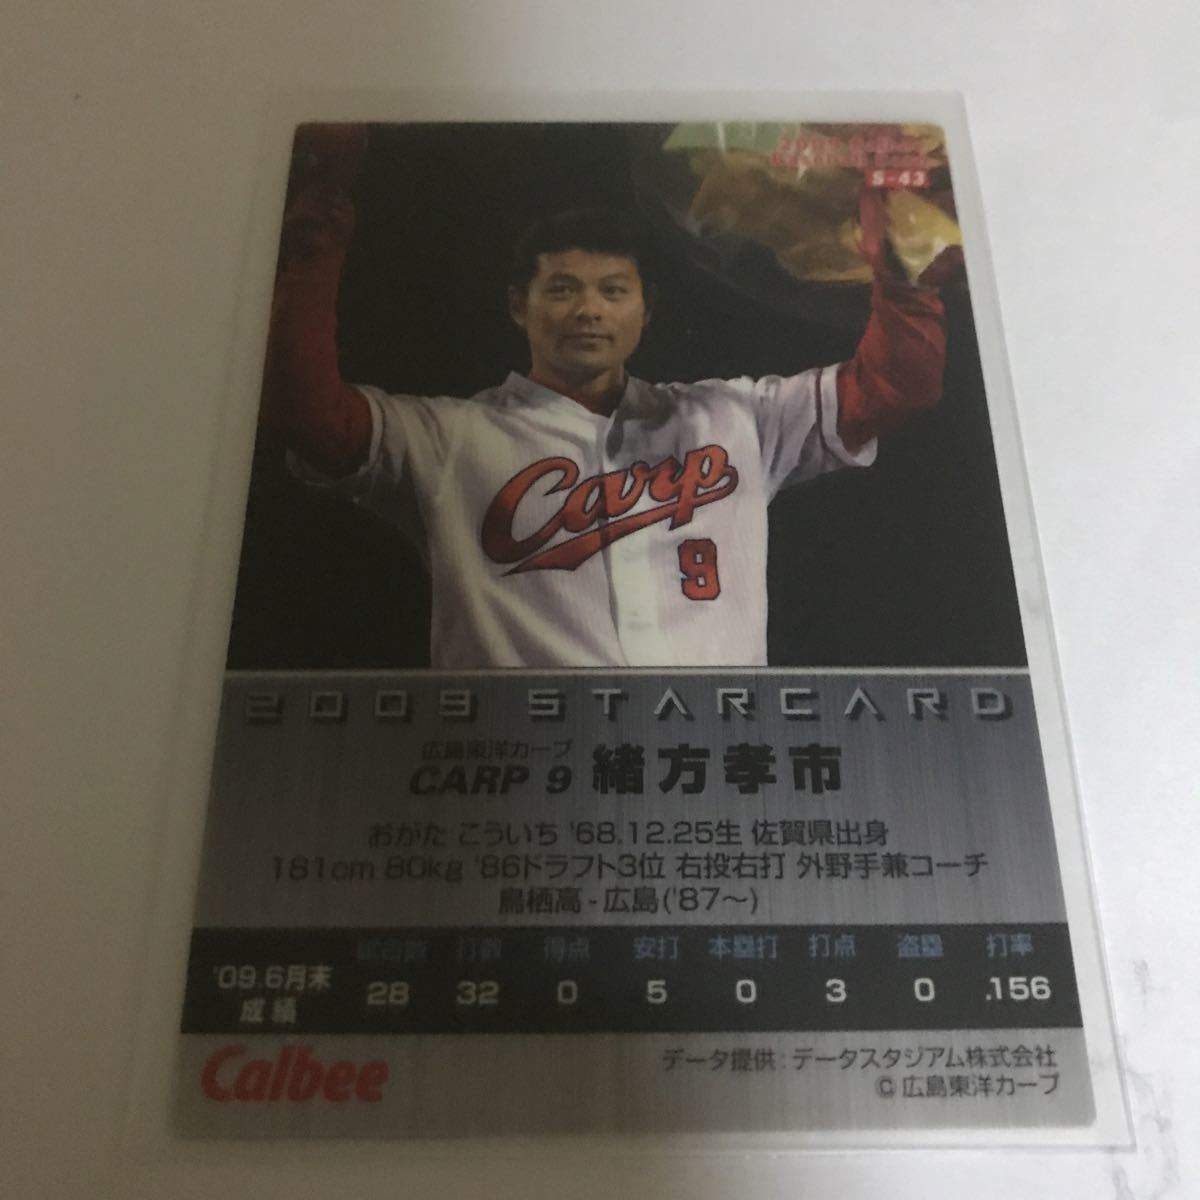 2009 Calbee
S-43
Carp
9
2009 STARCARD
広島東洋カープ
CARP 9 緒方孝市
おがた こういち '68.12.25生 佐賀県出身
181cm 80kg '86ドラフト3位 右投右打 外野手兼コーチ
鳥栖高-広島('87〜)
試合数 打数 得点 安打 本塁打 打点 盗塁 打率
'09.6月末成績 28 32 0 5 0 3 0 .156
Calbee
データ提供:データスタジアム株式会社
© 広島東洋カープ